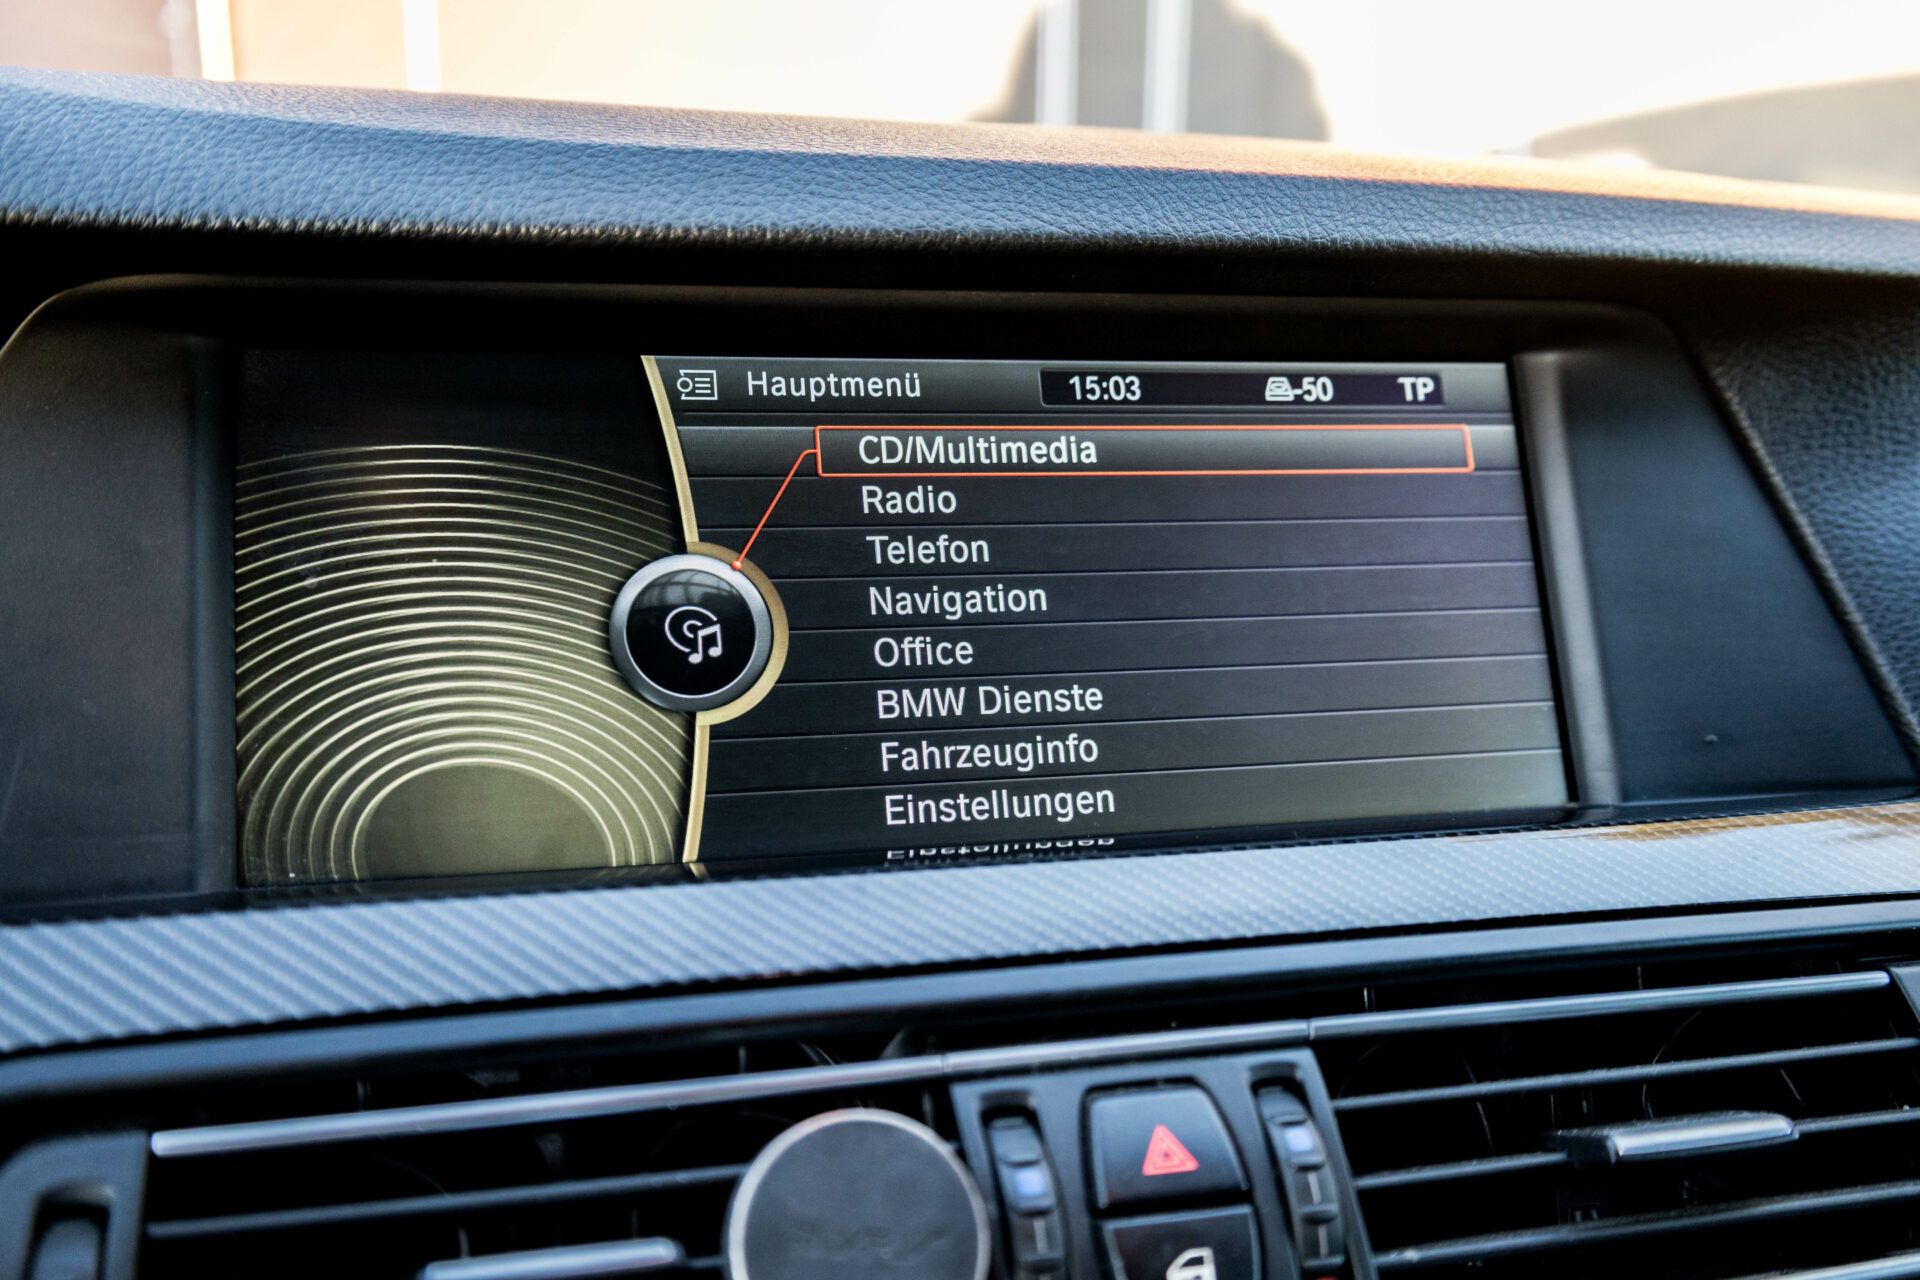 Hauptmenü 15:03 -50 TP
CD/Multimedia
Radio
Telefon
Navigation
Office
BMW Dienste
Fahrzeuginfo
Einstellungen